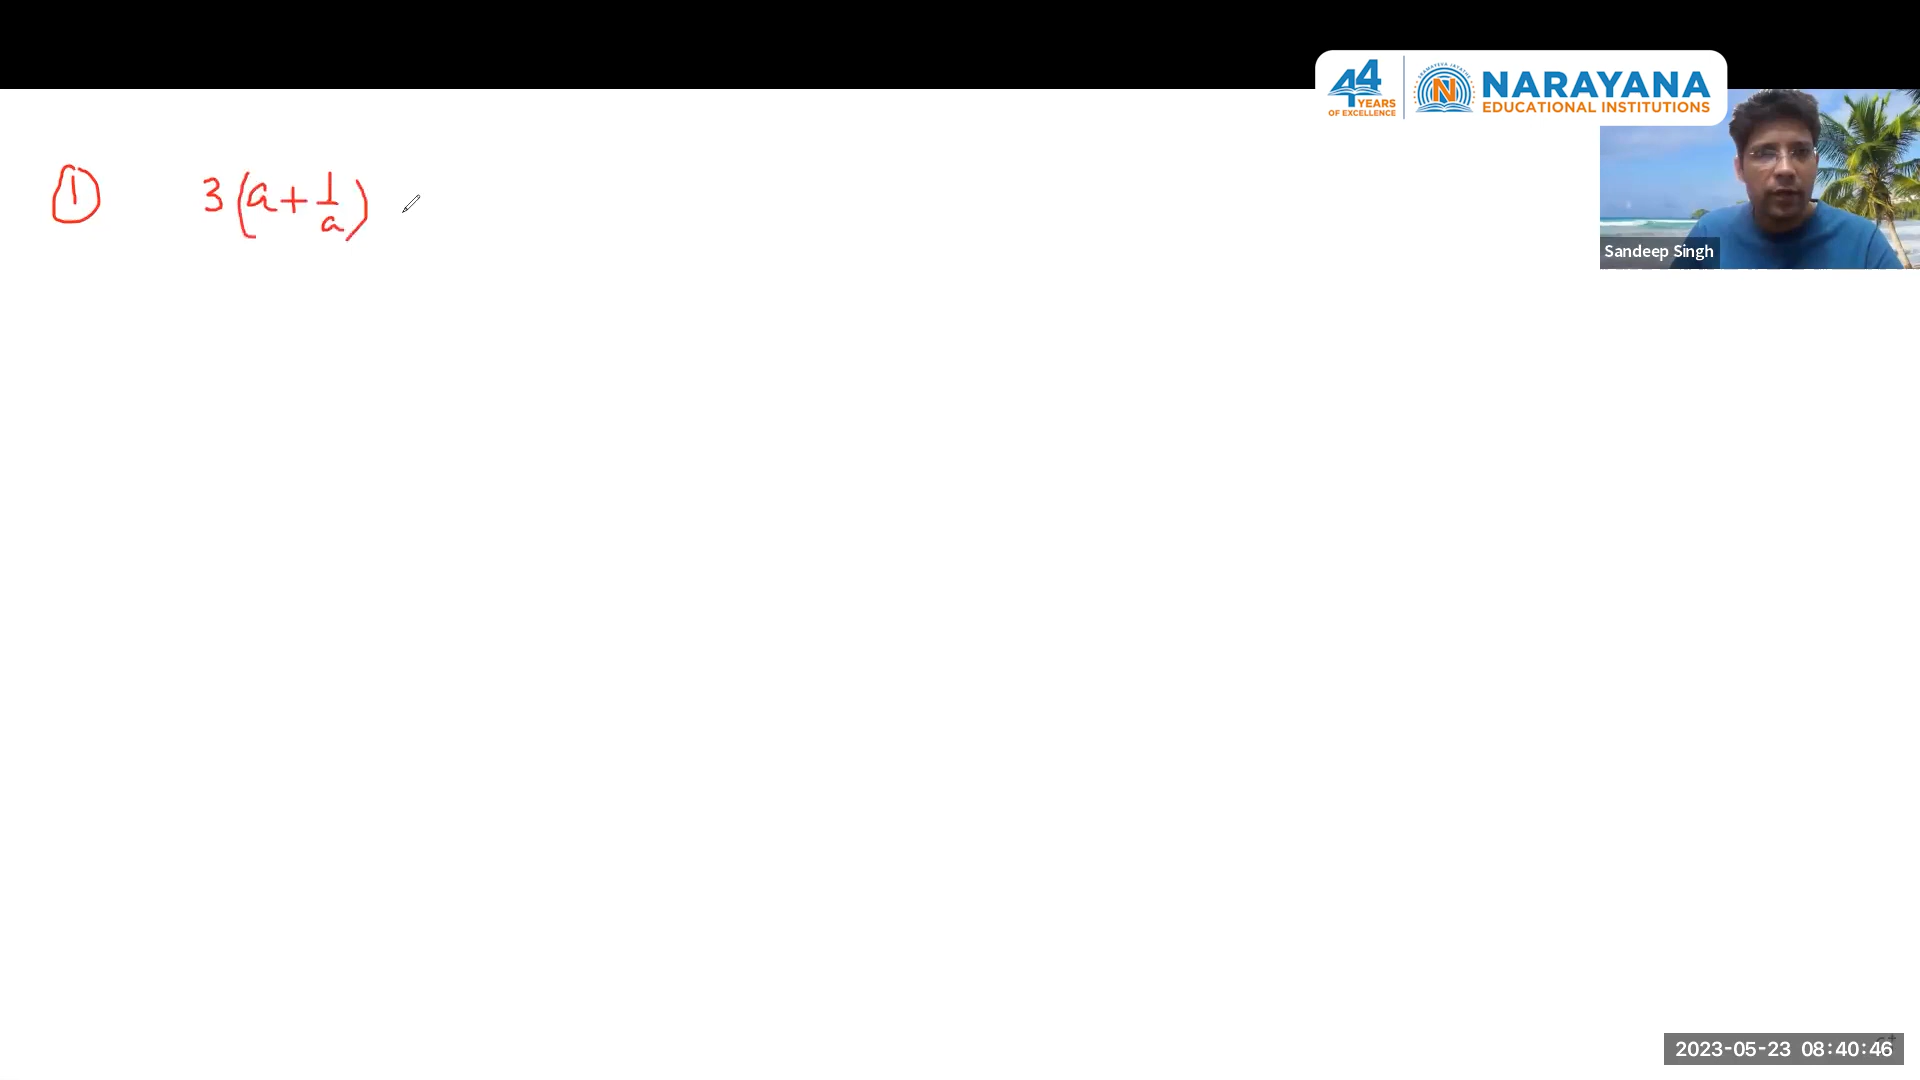 44 YEARS OF EXCELLENCE
NARAYANA
EDUCATIONAL INSTITUTIONS
① 3(a+1/a)
Sandeep Singh
2023-05-23 08:40:46